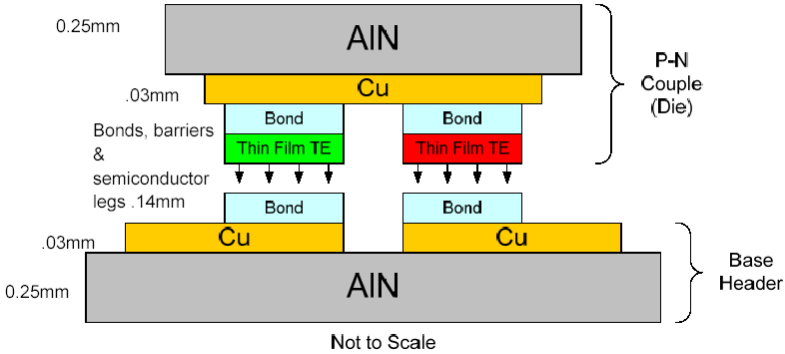 0.25mm
AlN
P-N
Couple
(Die)
Cu
.03mm
Bond
Bond
Bonds, barriers
&
semiconductor
legs .14mm
Thin Film TE
Thin Film TE
Bond
Bond
.03mm
Cu
Cu
Base
Header
0.25mm
AlN
Not to Scale